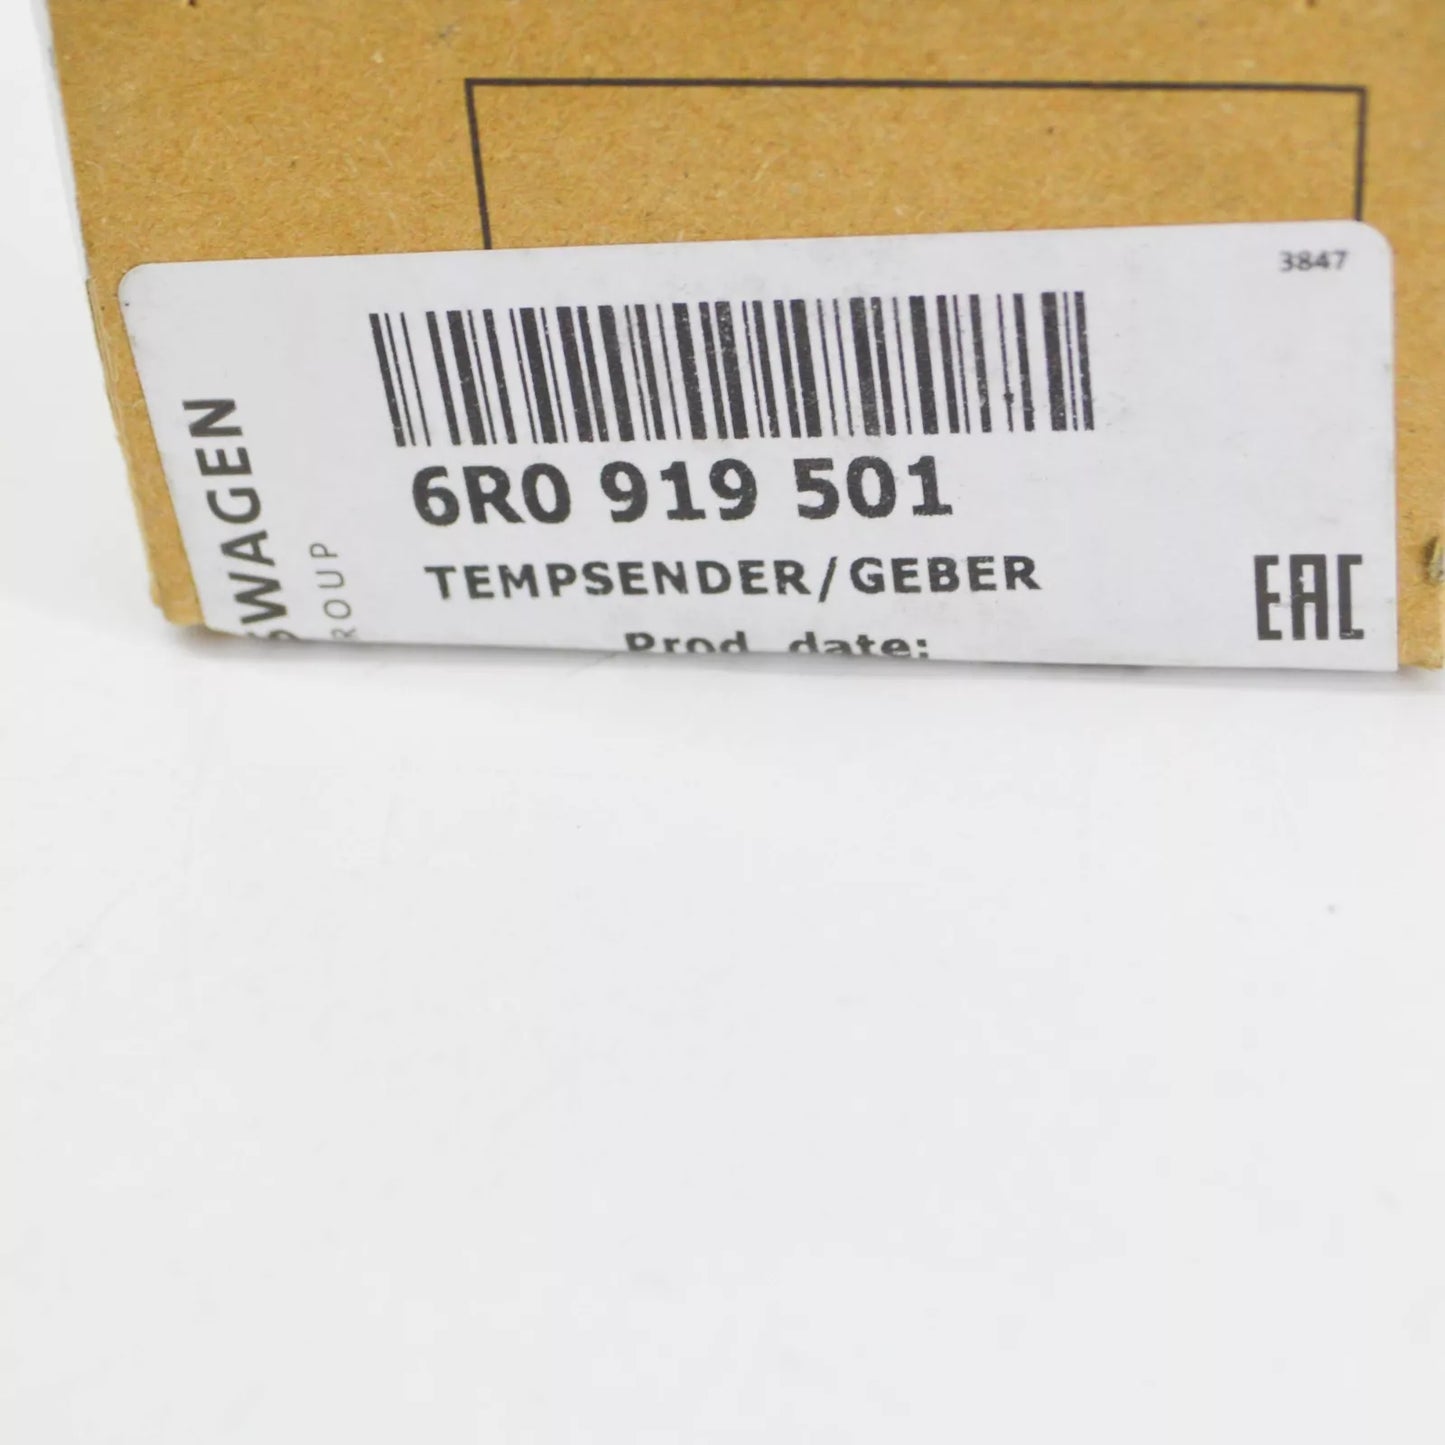 3847
6R0 919 501
TEMPSENDER/GEBER
Prod date:
SWAGEN
ROUP
EAC